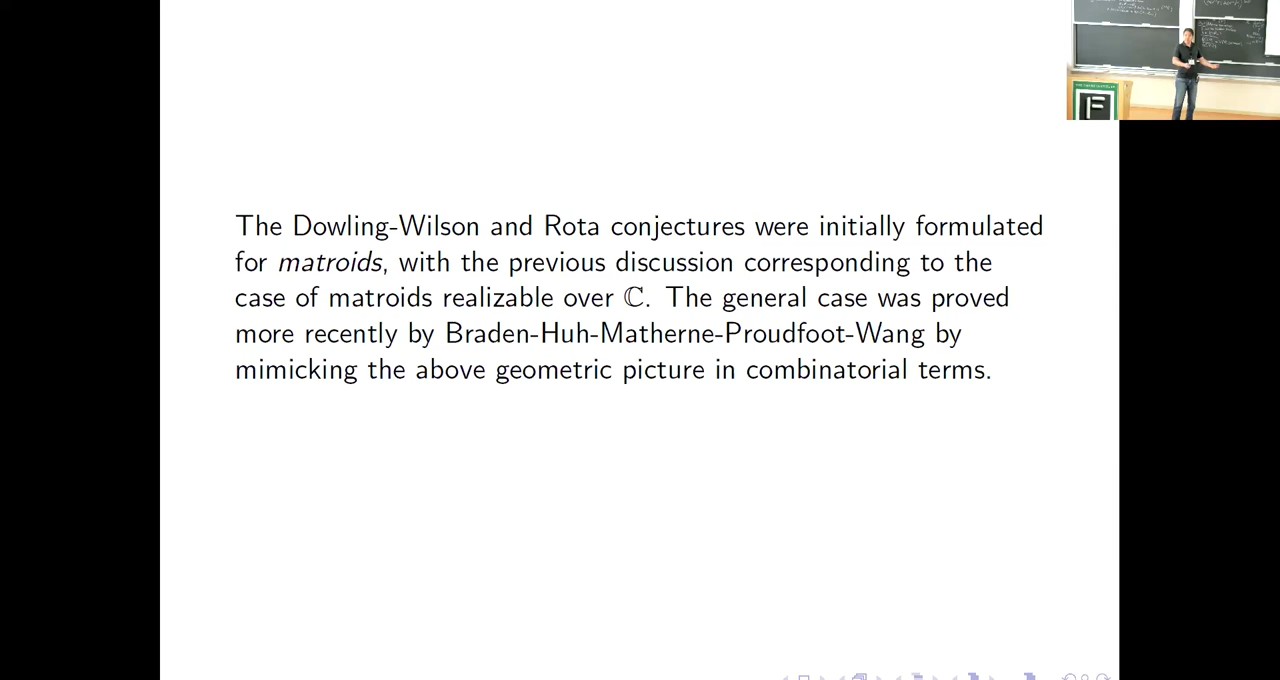 The Dowling-Wilson and Rota conjectures were initially formulated
for matroids, with the previous discussion corresponding to the
case of matroids realizable over ℂ. The general case was proved
more recently by Braden-Huh-Matherne-Proudfoot-Wang by
mimicking the above geometric picture in combinatorial terms.